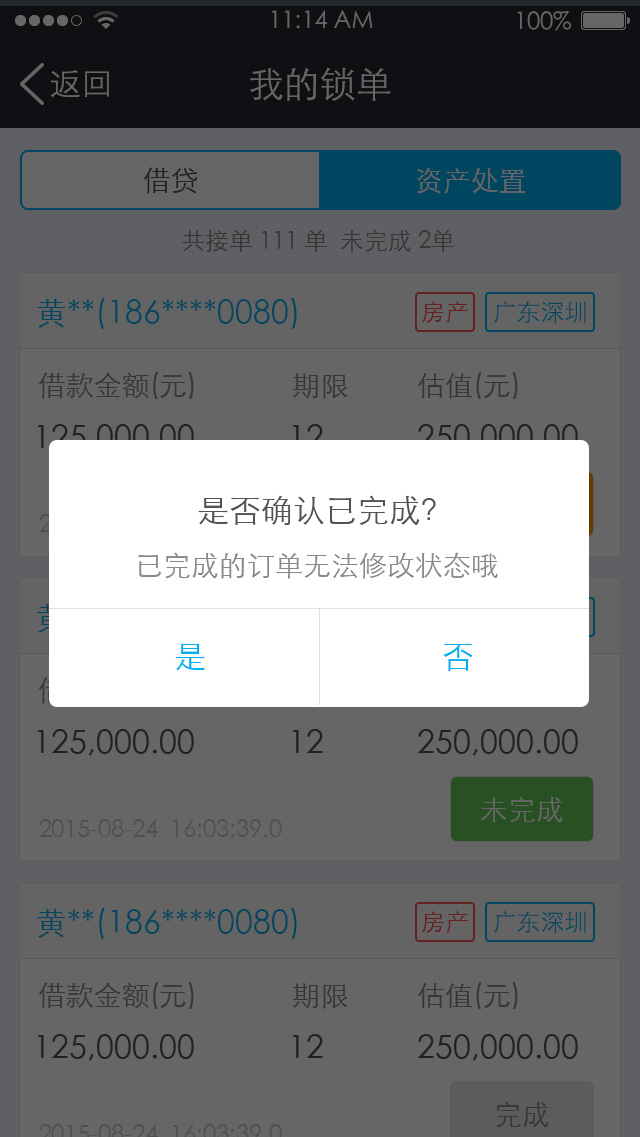 11:14 AM 100%
返回 我的锁单
借贷 资产处置
共接单 111 单 未完成 2单
黄**(186****0080) 房产 广东深圳
借款金额(元) 期限 估值(元)
125,000.00 12 250,000.00
是否确认已完成?
已完成的订单无法修改状态哦
是 否
125,000.00 12 250,000.00
未完成
2015-08-24 16:03:39.0
黄**(186****0080) 房产 广东深圳
借款金额(元) 期限 估值(元)
125,000.00 12 250,000.00
完成
2015-08-24 16:03:39.0